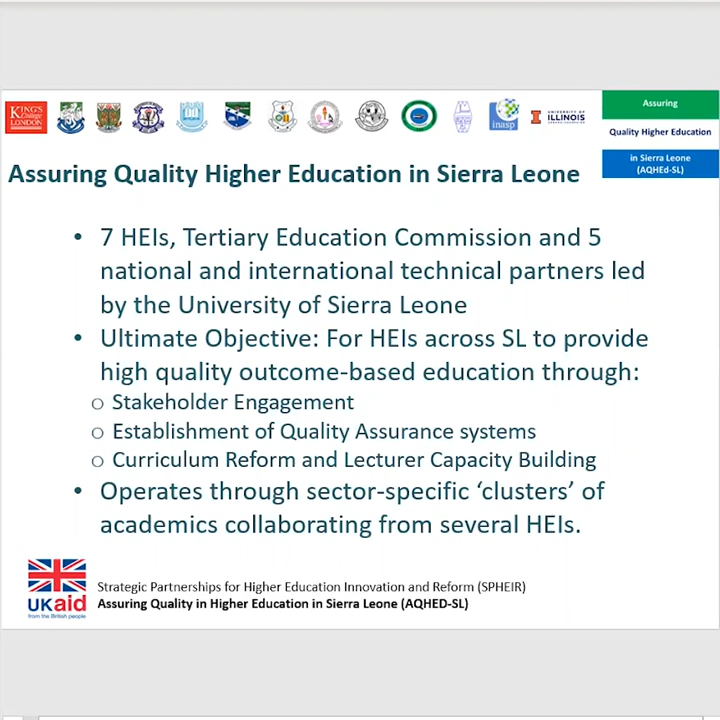 KING'S
College
LONDON
inasp
UNIVERSITY OF
ILLINOIS
Assuring
Quality Higher Education
in Sierra Leone
(AQHEd-SL)
Assuring Quality Higher Education in Sierra Leone
• 7 HEIs, Tertiary Education Commission and 5
national and international technical partners led
by the University of Sierra Leone
• Ultimate Objective: For HEIs across SL to provide
high quality outcome-based education through:
o Stakeholder Engagement
o Establishment of Quality Assurance systems
o Curriculum Reform and Lecturer Capacity Building
• Operates through sector-specific ‘clusters’ of
academics collaborating from several HEIs.
UKaid
from the British people
Strategic Partnerships for Higher Education Innovation and Reform (SPHEIR)
Assuring Quality in Higher Education in Sierra Leone (AQHED-SL)